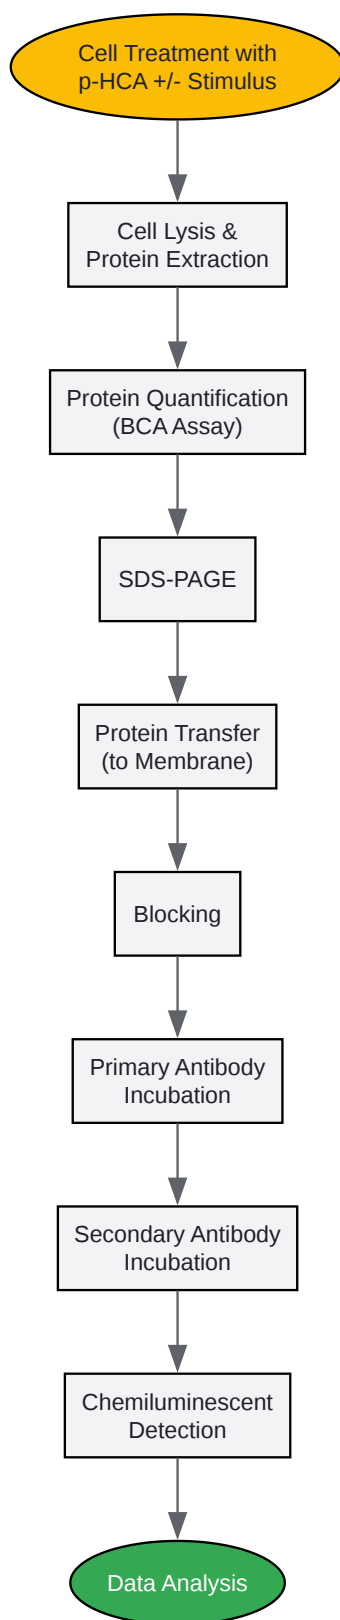 Cell Treatment with
p-HCA +/- Stimulus
Cell Lysis &
Protein Extraction
Protein Quantification
(BCA Assay)
SDS-PAGE
Protein Transfer
(to Membrane)
Blocking
Primary Antibody
Incubation
Secondary Antibody
Incubation
Chemiluminescent
Detection
Data Analysis